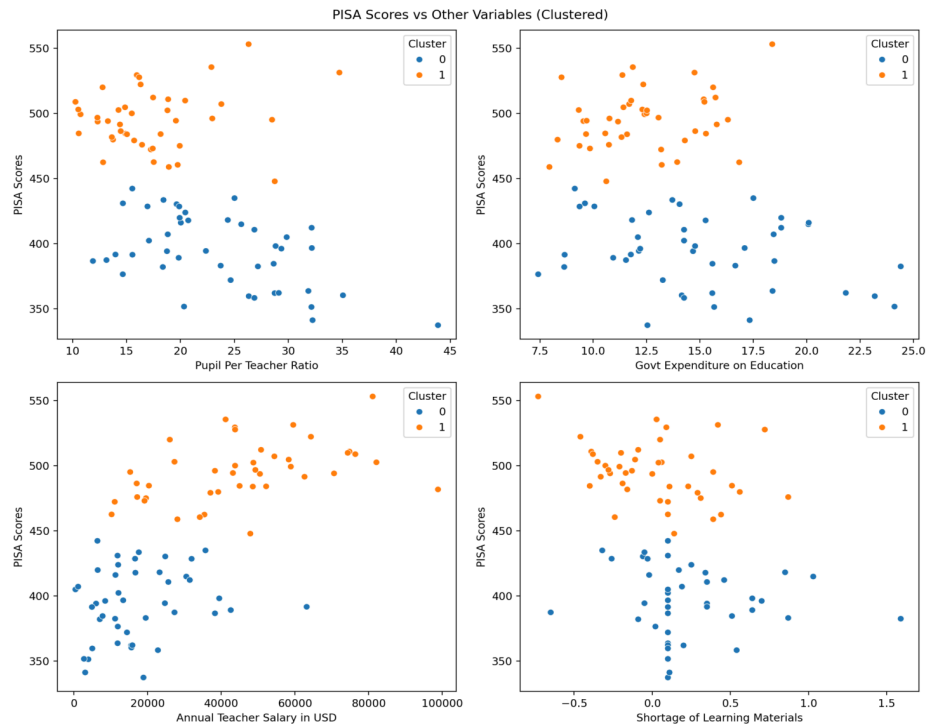 PISA Scores vs Other Variables (Clustered)
550
500
450
400
350
PISA Scores
Cluster
0
1
10 15 20 25 30 35 40 45
Pupil Per Teacher Ratio
550
500
450
400
350
PISA Scores
Cluster
0
1
7.5 10.0 12.5 15.0 17.5 20.0 22.5 25.0
Govt Expenditure on Education
550
500
450
400
350
PISA Scores
Cluster
0
1
0 20000 40000 60000 80000 100000
Annual Teacher Salary in USD
550
500
450
400
350
PISA Scores
Cluster
0
1
−0.5 0.0 0.5 1.0 1.5
Shortage of Learning Materials